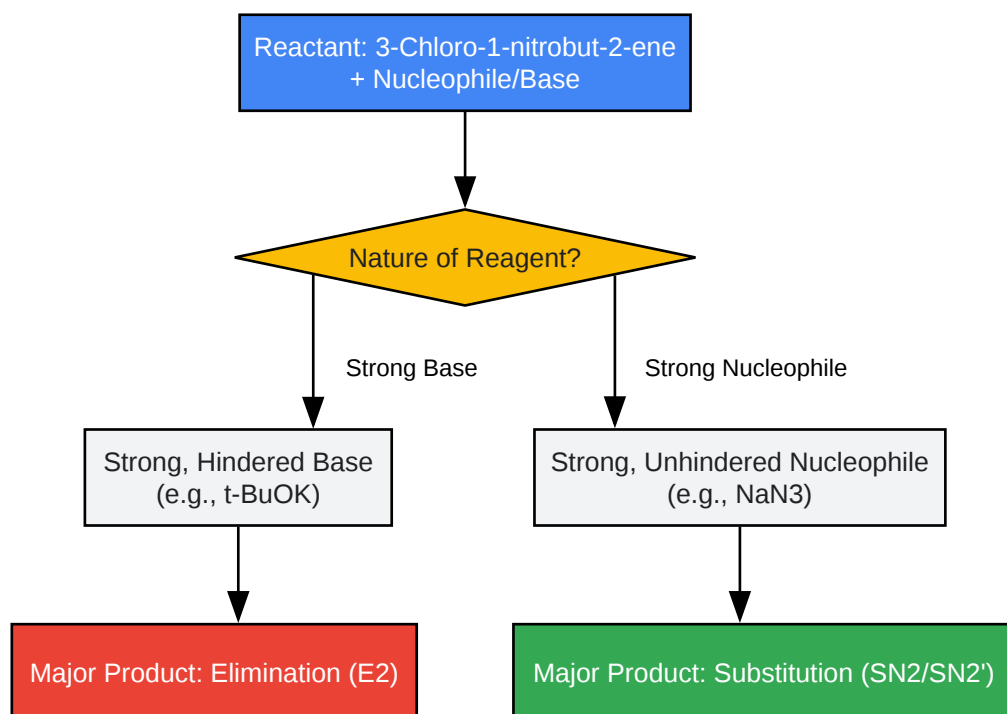 Reactant: 3-Chloro-1-nitrobut-2-ene
+ Nucleophile/Base
Nature of Reagent?
Strong Base
Strong Nucleophile
Strong, Hindered Base
(e.g., t-BuOK)
Strong, Unhindered Nucleophile
(e.g., NaN3)
Major Product: Elimination (E2)
Major Product: Substitution (SN2/SN2')